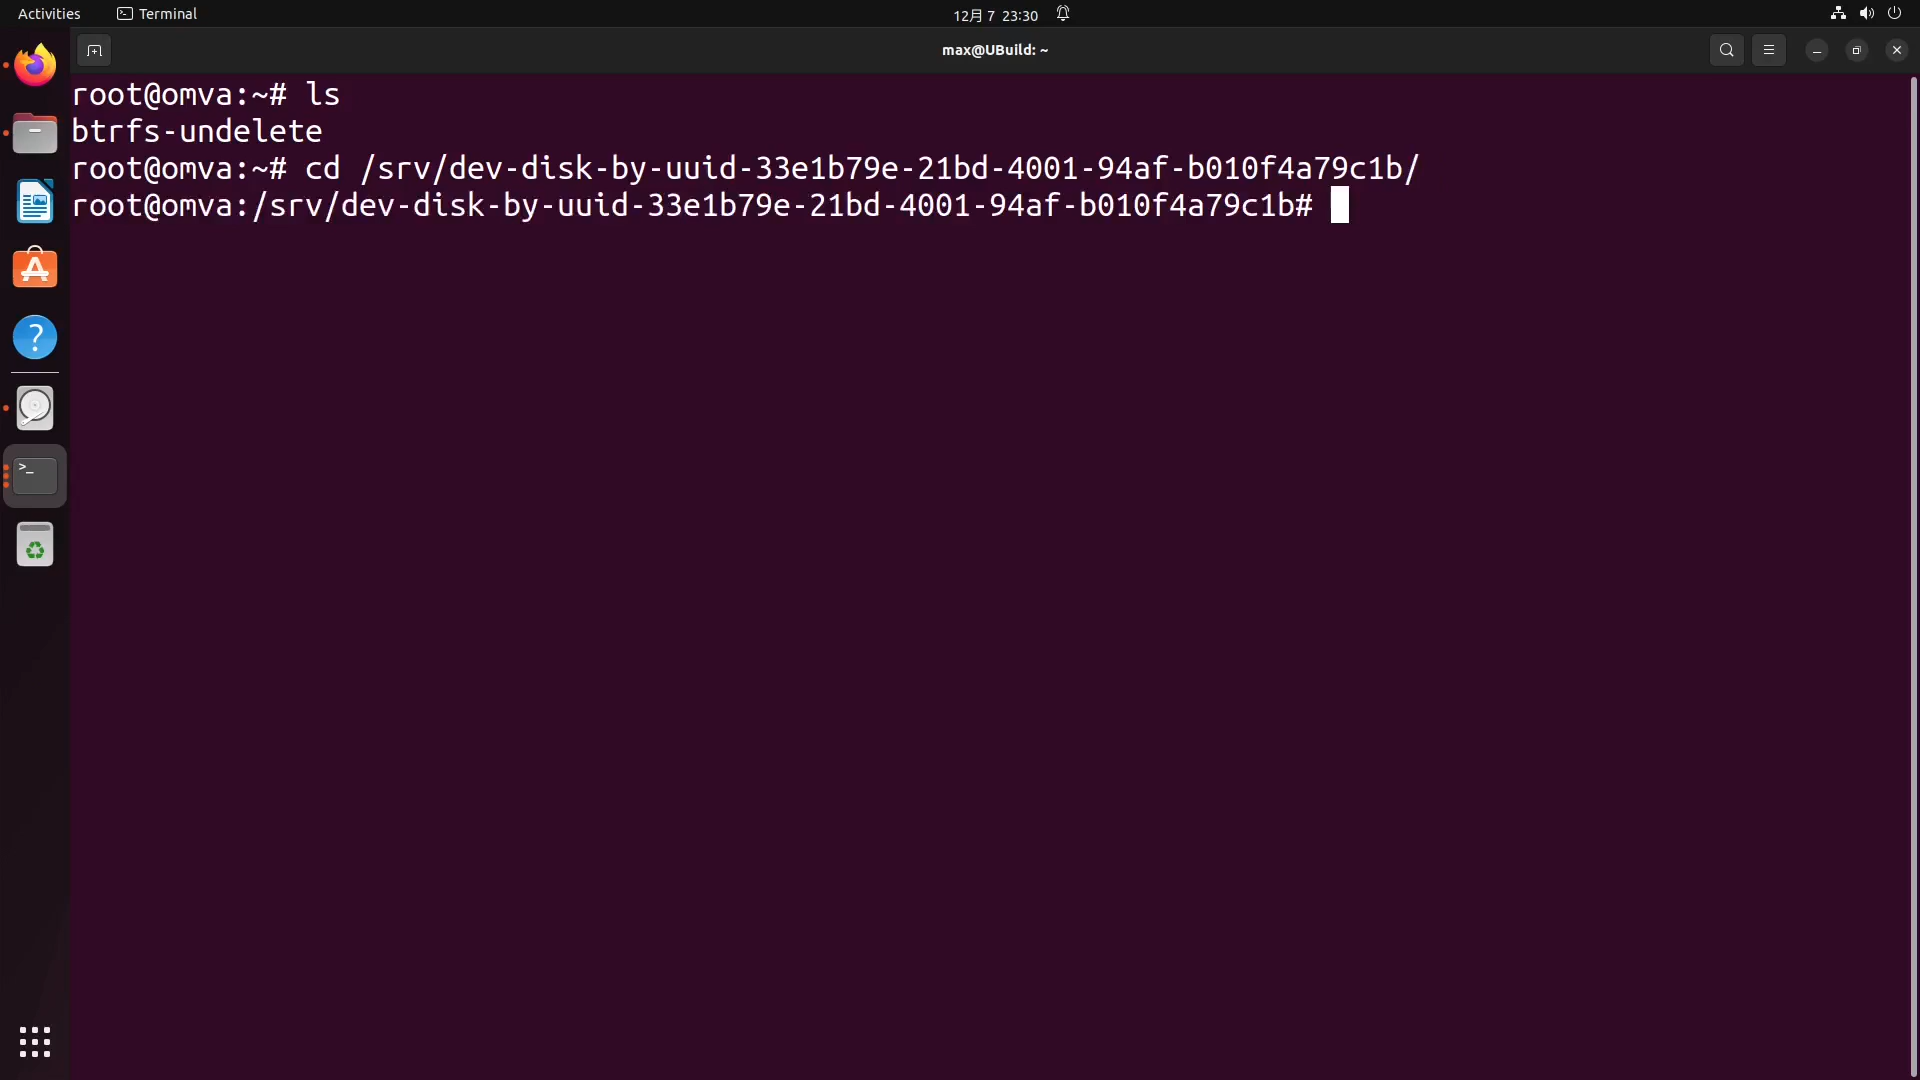 Activities
Terminal
12月 7 23:30
max@UBuild: ~
root@omva:~# ls
btrfs-undelete
root@omva:~# cd /srv/dev-disk-by-uuid-33e1b79e-21bd-4001-94af-b010f4a79c1b/
root@omva:/srv/dev-disk-by-uuid-33e1b79e-21bd-4001-94af-b010f4a79c1b#